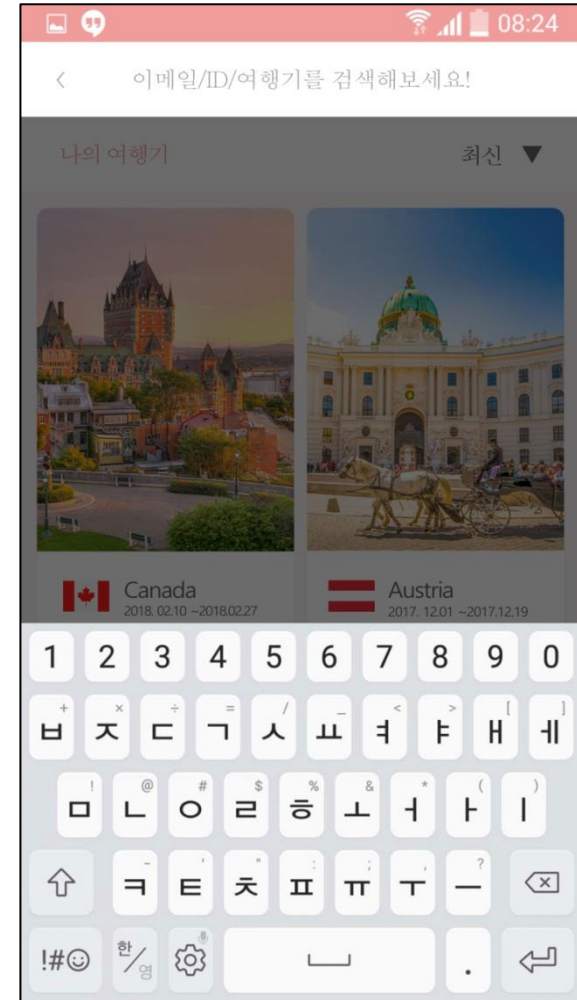 08:24
이메일/ID/여행기를 검색해보세요!
나의 여행기 최신 ▼
Canada
2018. 02.10 ~2018.02.27
Austria
2017. 12.01 ~2017.12.19
1 2 3 4 5 6 7 8 9 0
+ × ÷ = / _ < > [ ]
ㅂ ㅈ ㄷ ㄱ ㅅ ㅛ ㅕ ㅑ ㅐ ㅔ
! @ # $ % & * ( )
ㅁ ㄴ ㅇ ㄹ ㅎ ㅗ ㅓ ㅏ ㅣ
- ' " : ; , ?
ㅋ ㅌ ㅊ ㅍ ㅠ ㅜ ㅡ
!#☺ 한/영 .